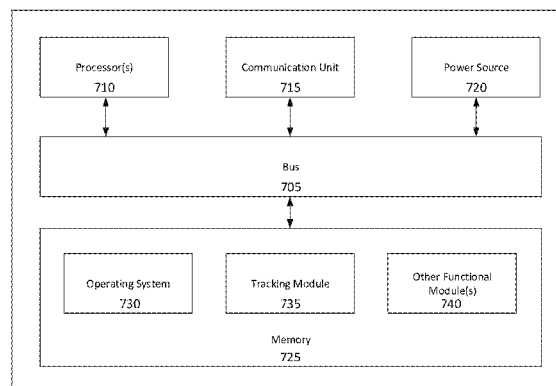 Processor(s)
710
Communication Unit
715
Power Source
720
Bus
705
Operating System
730
Tracking Module
735
Other Functional
Module(s)
740
Memory
725